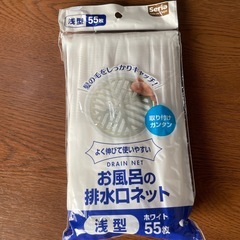 Seria
浅型 55枚
髪の毛をしっかりキャッチ!
取り付け
カンタン
よく伸びて使いやすい
DRAIN NET
お風呂の
排水口ネット
浅型
ホワイト
55枚